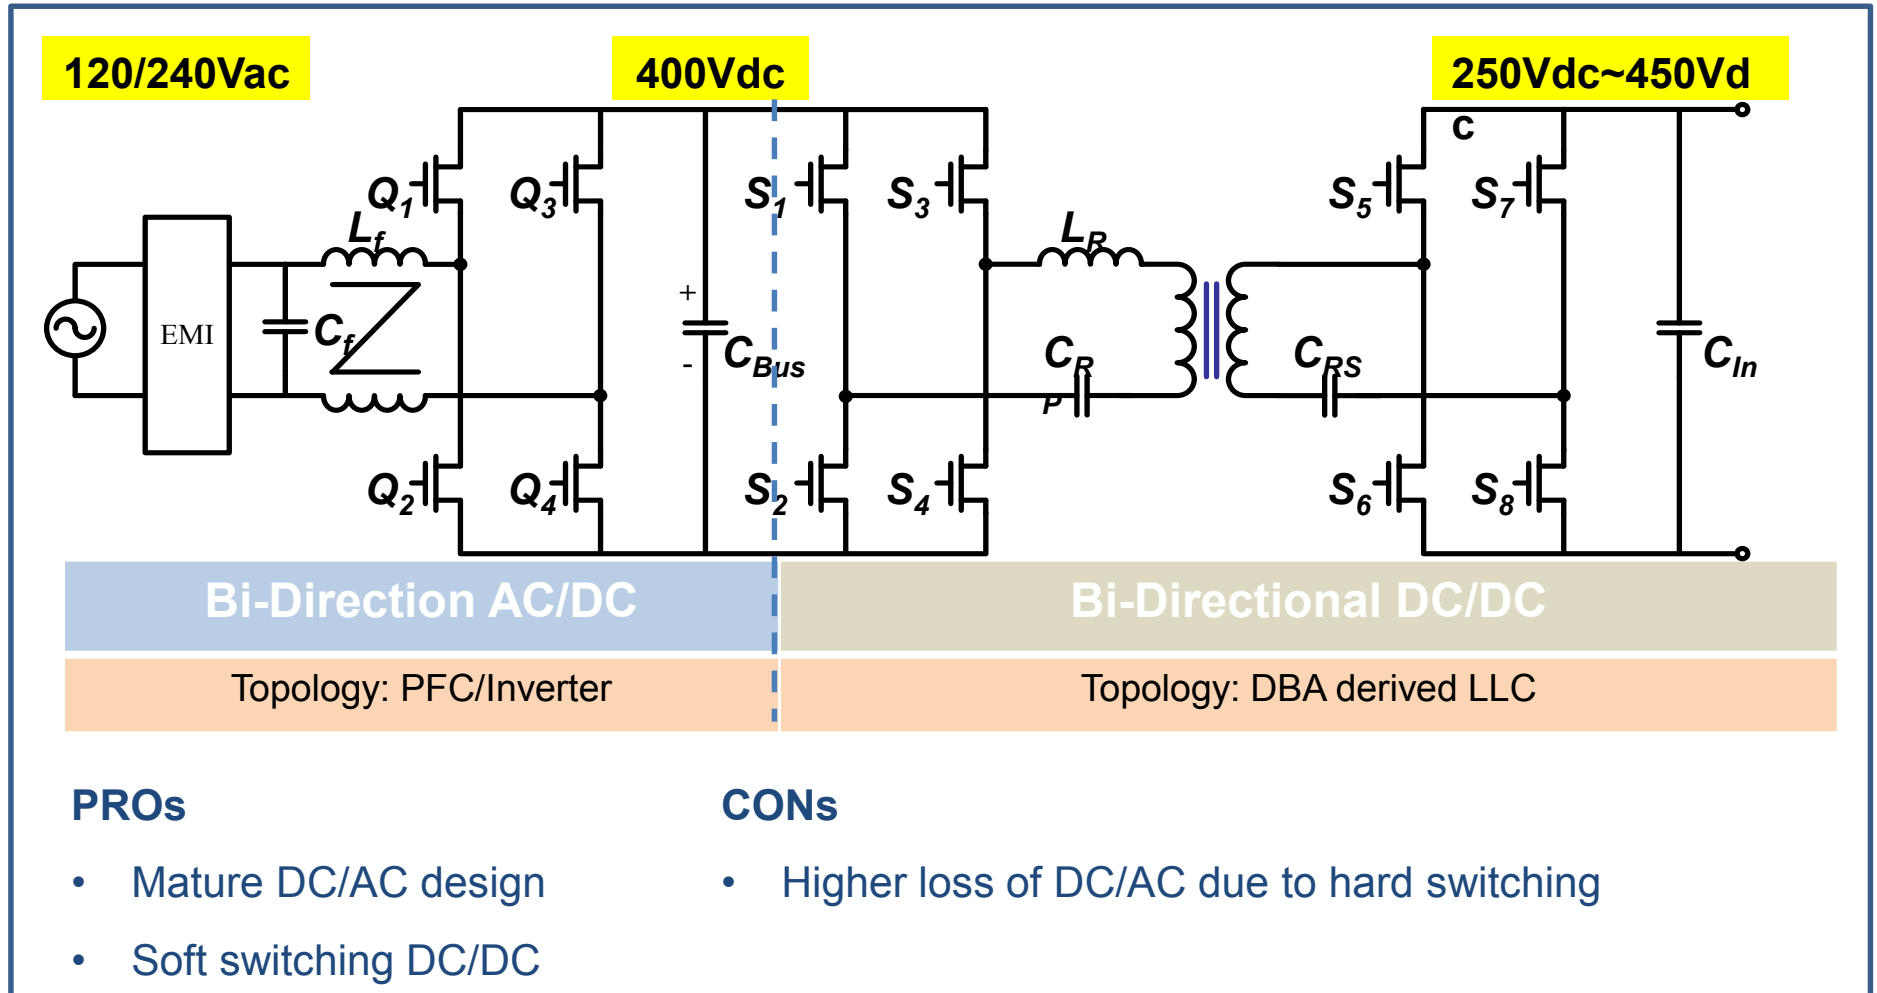 120/240Vac
400Vdc
250Vdc~450Vd
c
Q1
Q3
S1
S3
S5
S7
Lf
LR
EMI
Cf
+
-
CBus
CR
P
CRS
CIn
Q2
Q4
S2
S4
S6
S8
Bi-Direction AC/DC
Bi-Directional DC/DC
Topology: PFC/Inverter
Topology: DBA derived LLC
PROs
• Mature DC/AC design
• Soft switching DC/DC
CONs
• Higher loss of DC/AC due to hard switching